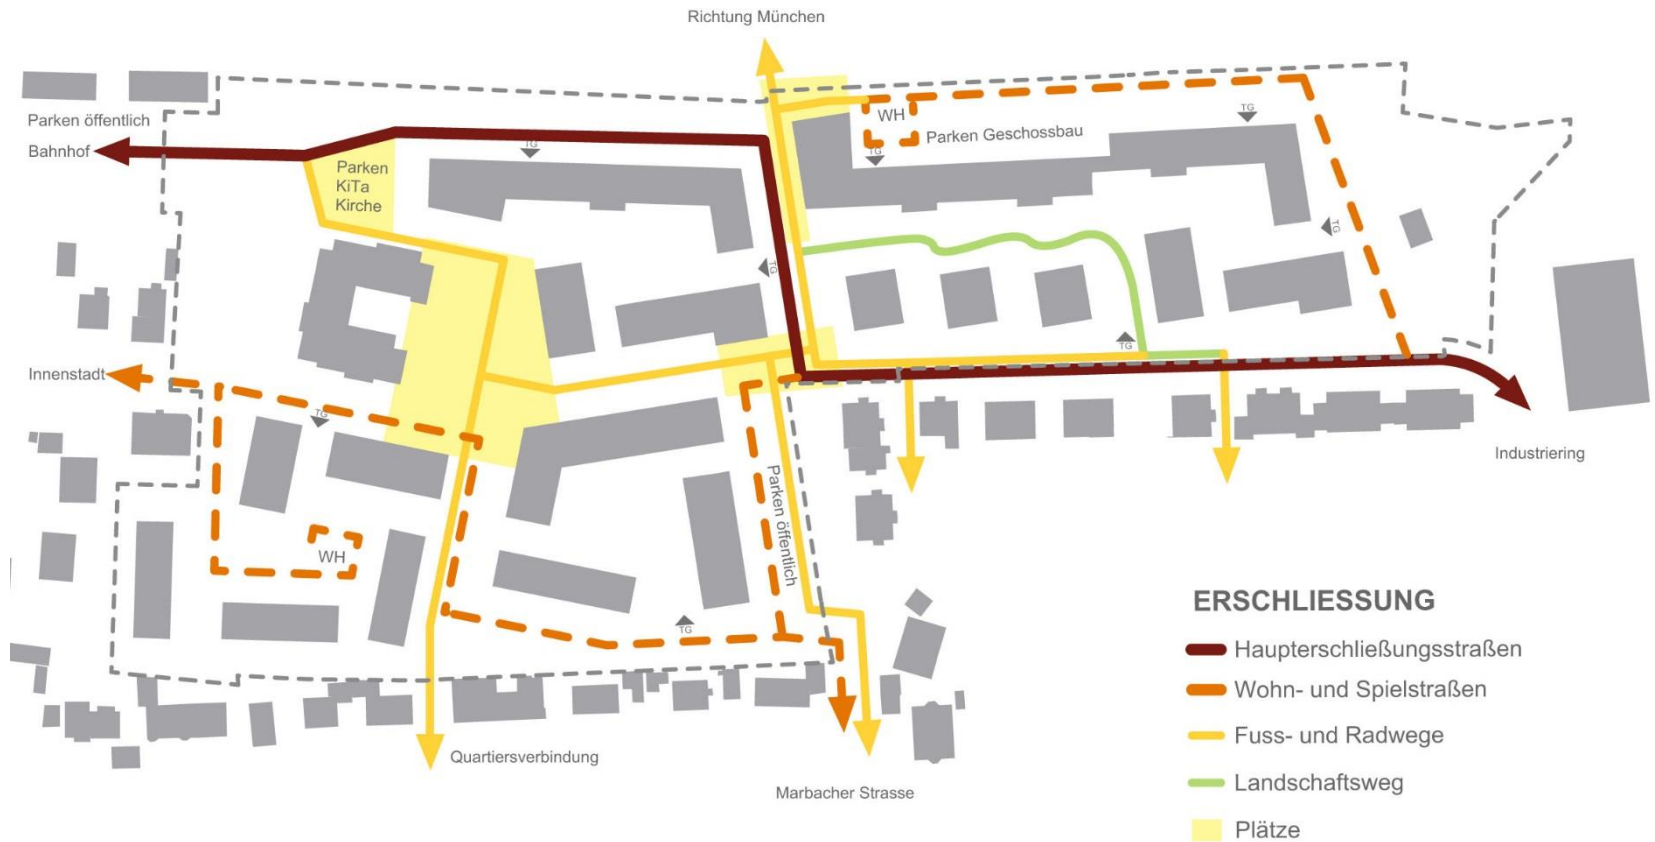 Richtung München
Parken öffentlich
Bahnhof
TG
Parken
KiTa
Kirche
WH
Parken Geschossbau
TG
TG
TG
TG
TG
Innenstadt
TG
Parken öffentlich
WH
TG
Industriering
Quartiersverbindung
Marbacher Strasse
ERSCHLIESSUNG
Haupterschließungsstraßen
Wohn- und Spielstraßen
Fuss- und Radwege
Landschaftsweg
Plätze